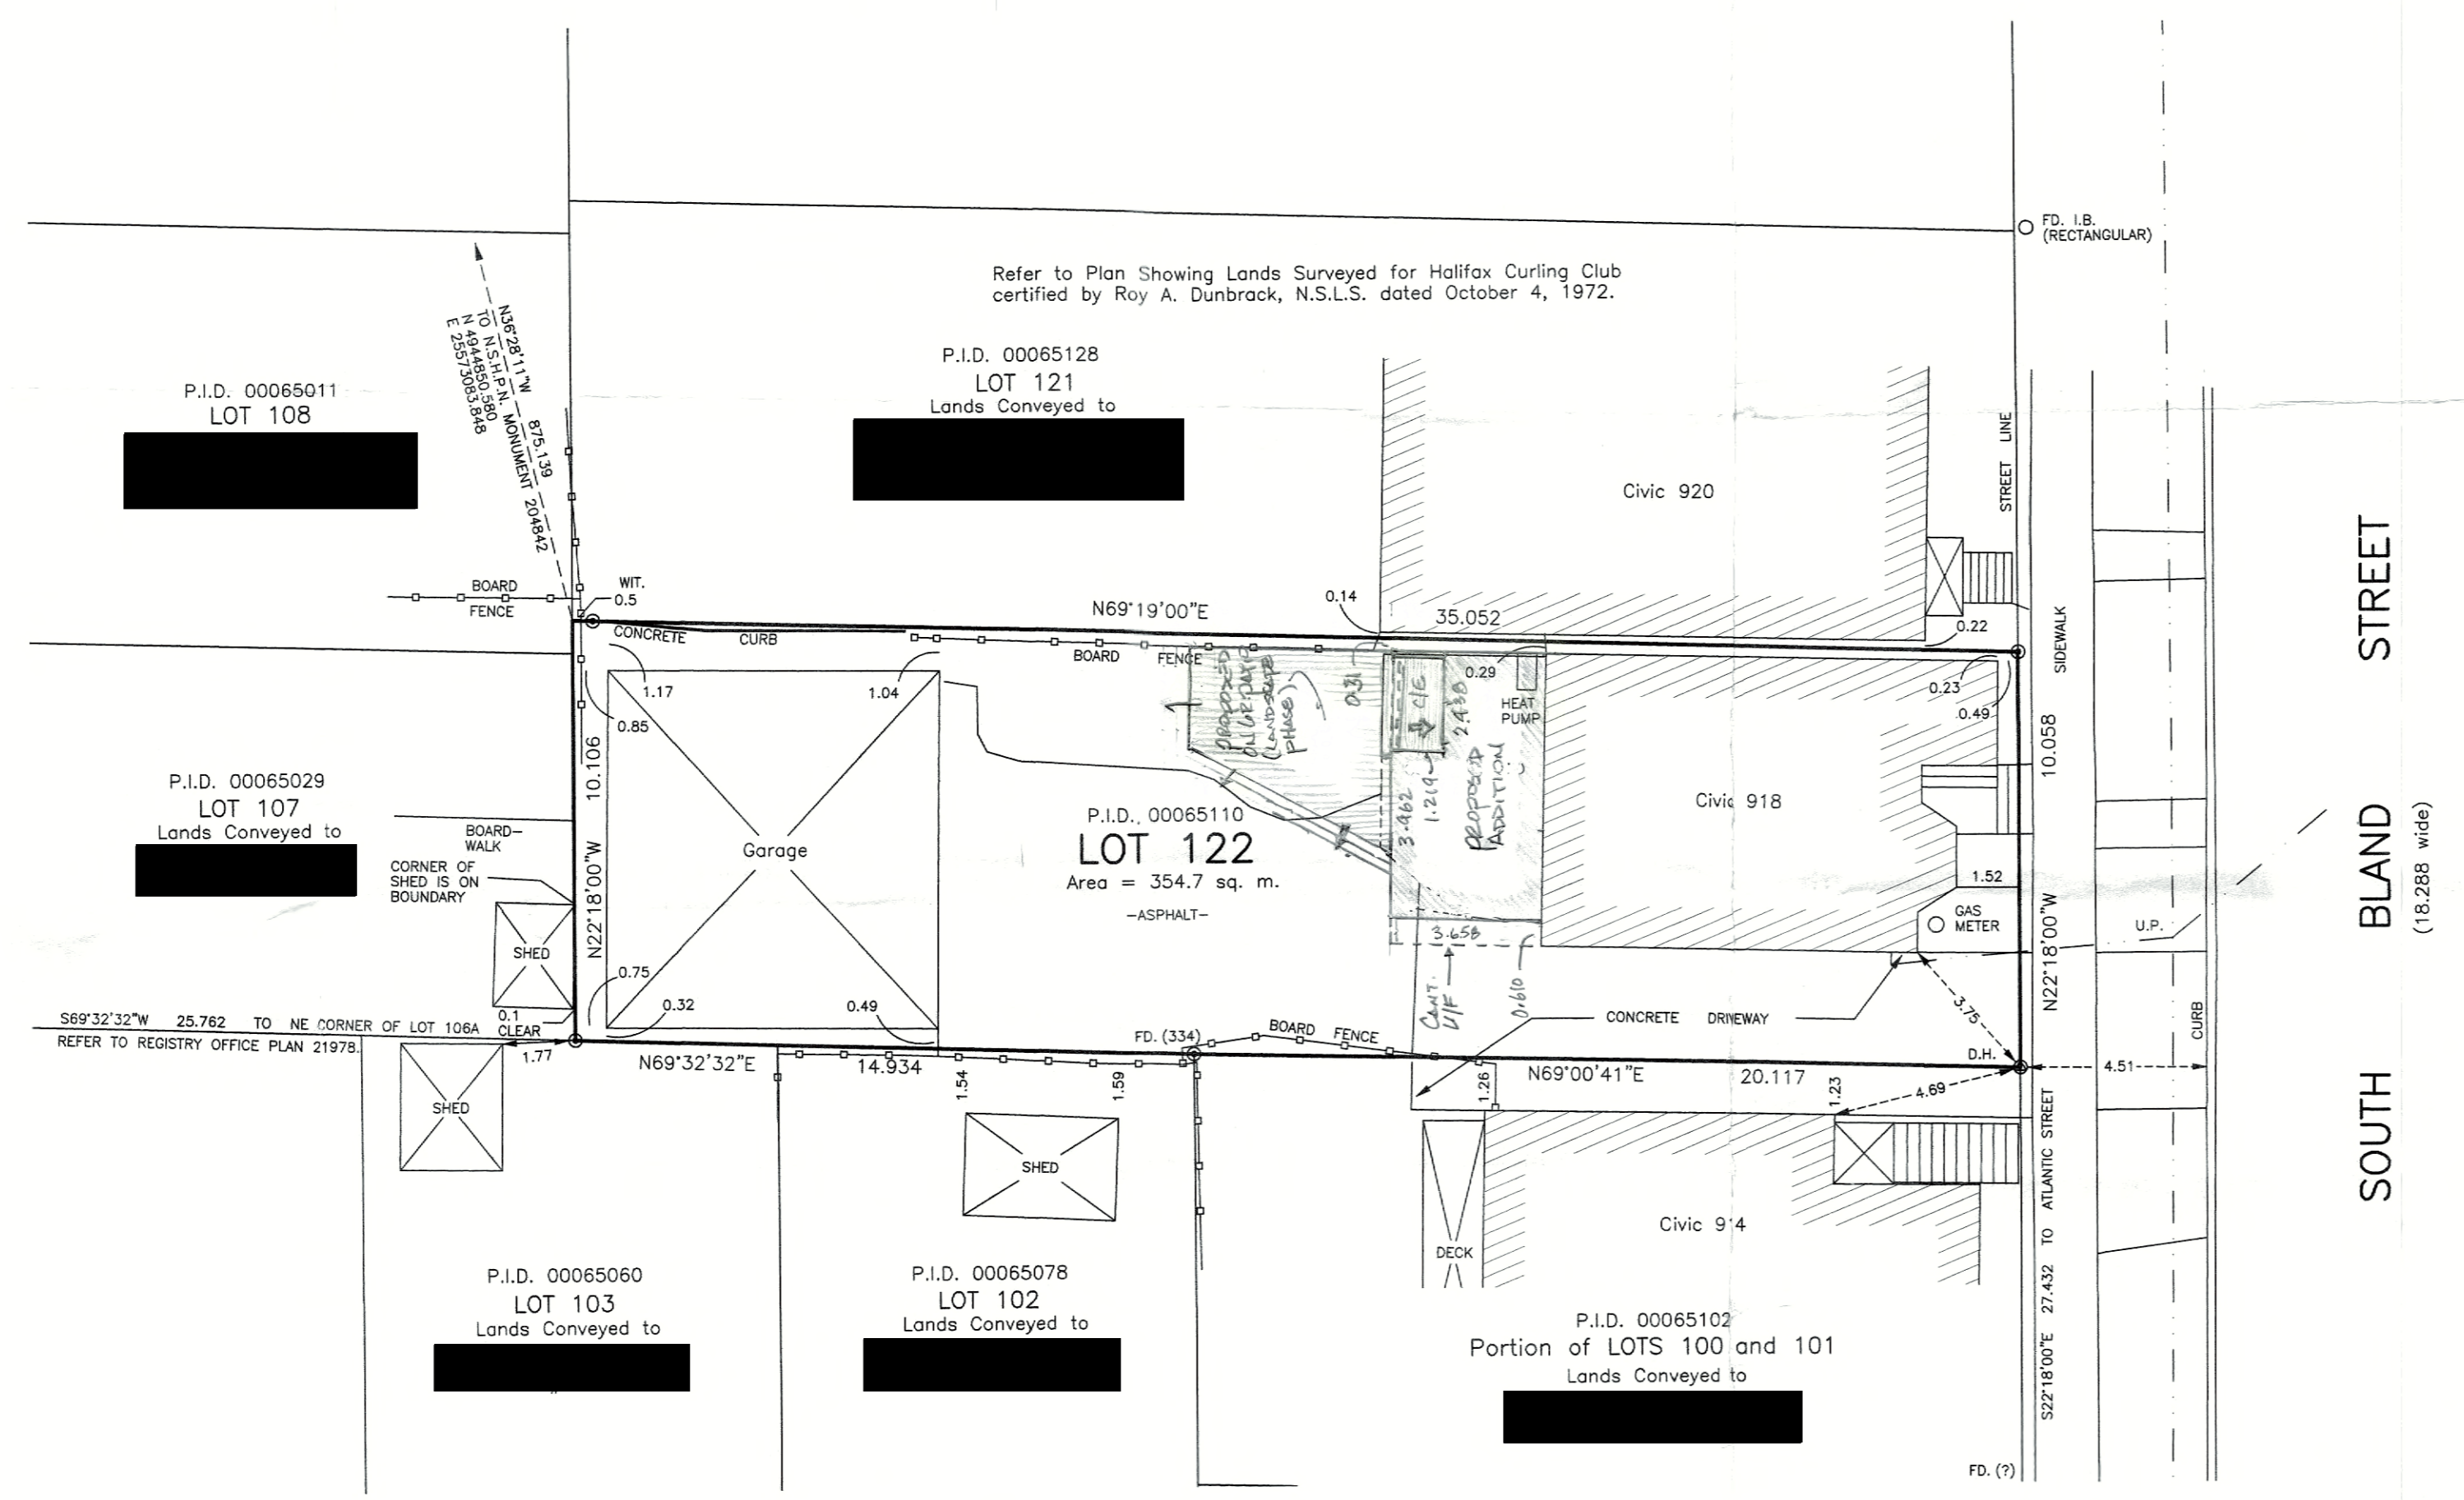 FD. I.B.
(RECTANGULAR)
Refer to Plan Showing Lands Surveyed for Halifax Curling Club
certified by Roy A. Dunbrack, N.S.L.S. dated October 4, 1972.
N36°28'11"W 875.139
TO N.S.H.P.N. MONUMENT 204842
N 4944850.580
E 25573083.848
P.I.D. 00065011
LOT 108
P.I.D. 00065128
LOT 121
Lands Conveyed to
Civic 920
STREET LINE
BOARD
FENCE
WIT.
0.5
CONCRETE CURB
N69°19'00"E
35.052
0.14
0.22
BOARD FENCE
SIDEWALK
1.17
1.04
0.85
0.31
0.29
0.23
0.49
HEAT
PUMP
PROPOSED
ON GR. PATIO
(LANDSCAPE
PHASE)
C/E
2.438
1.219
3.962
PROPOSED
ADDITION
10.106
N22°18'00"W
10.058
N22°18'00"W
P.I.D. 00065029
LOT 107
Lands Conveyed to
BOARD-
WALK
CORNER OF
SHED IS ON
BOUNDARY
SHED
Garage
P.I.D. 00065110
LOT 122
Area = 354.7 sq. m.
-ASPHALT-
Civic 918
1.52
GAS
METER
U.P.
3.658
CANT.
U/F
0.610
0.75
0.32
0.49
0.1
CLEAR
S69°32'32"W 25.762 TO NE CORNER OF LOT 106A
REFER TO REGISTRY OFFICE PLAN 21978.
1.77
N69°32'32"E
14.934
FD. (334)
BOARD FENCE
CONCRETE DRIVEWAY
3.75
D.H.
N69°00'41"E
20.117
4.51
4.69
1.54
1.59
1.26
1.23
CURB
SHED
SHED
DECK
Civic 914
P.I.D. 00065060
LOT 103
Lands Conveyed to
P.I.D. 00065078
LOT 102
Lands Conveyed to
P.I.D. 00065102
Portion of LOTS 100 and 101
Lands Conveyed to
S22°18'00"E 27.432 TO ATLANTIC STREET
FD. (?)
SOUTH BLAND STREET
(18.288 wide)